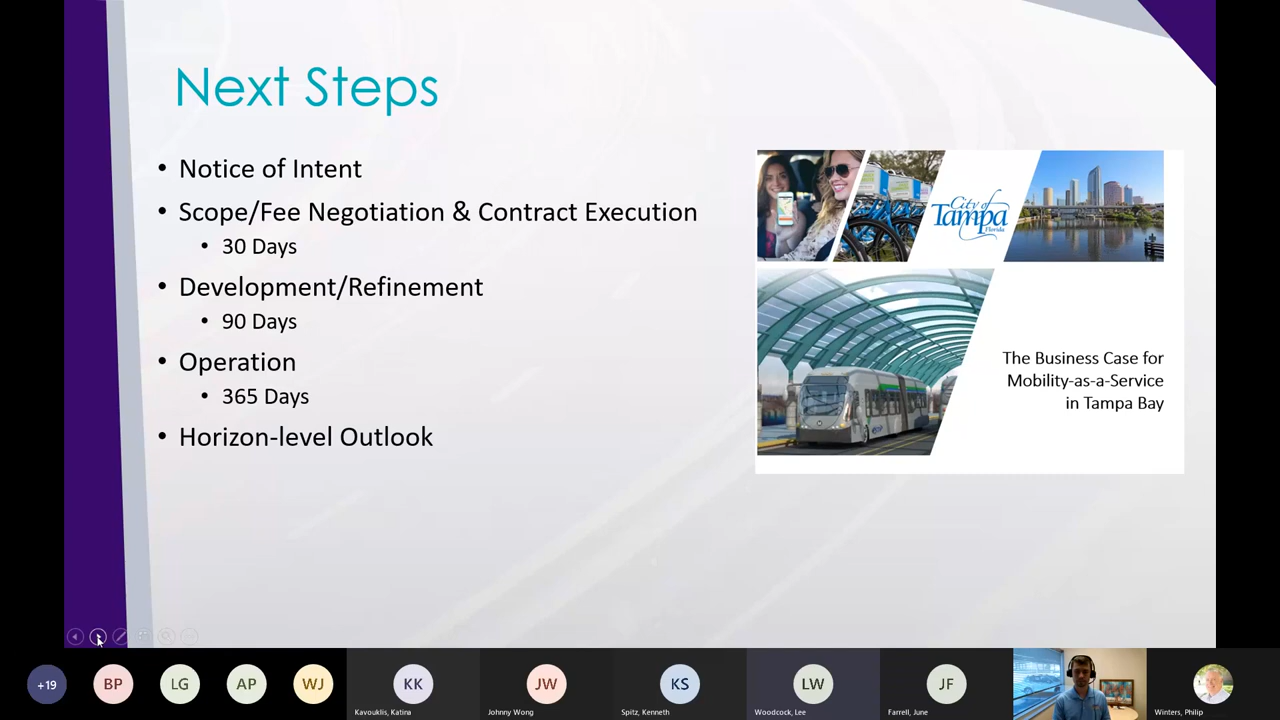 Next Steps
• Notice of Intent
• Scope/Fee Negotiation & Contract Execution
• 30 Days
• Development/Refinement
• 90 Days
• Operation
• 365 Days
• Horizon-level Outlook
City of
Tampa
Florida
The Business Case for
Mobility-as-a-Service
in Tampa Bay
+19
BP
LG
AP
WJ
KK
JW
KS
LW
JF
Kavouklis, Katina
Johnny Wong
Spitz, Kenneth
Woodcock, Lee
Farrell, June
Winters, Philip